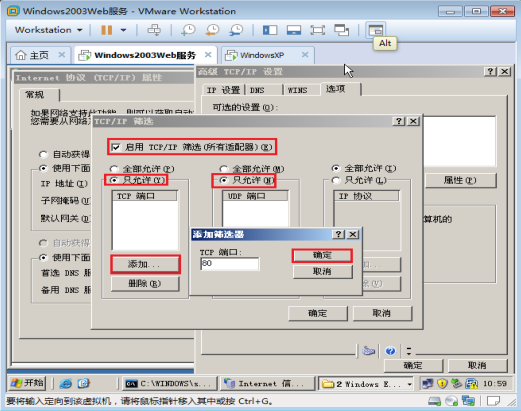 Windows2003Web服务 - VMware Workstation
Workstation
Alt
主页
Windows2003Web服务
WindowsXP
Internet 协议 (TCP/IP) 属性
高级 TCP/IP 设置
常规
IP 设置
DNS
WINS
选项
可选的设置(O):
如果网络支持此功能，则可以获取自动
您需要从网络
TCP/IP 筛选
启用 TCP/IP 筛选(所有适配器)(E)
自动获得
使用下面
IP 地址(I)
子网掩码(U)
默认网关(D)
自动获得
使用下面
首选 DNS 服
备用 DNS 服
全部允许(P)
只允许(Y)
TCP 端口
全部允许(M)
只允许(N)
UDP 端口
全部允许(I)
只允许(L)
IP 协议
属性(P)
算机的
添加筛选器
TCP 端口:
80
确定
取消
添加...
删除(R)
确定
取消
确定
取消
开始
C:\WINDOWS\s...
Internet 信...
2 Windows E...
10:59
要将输入定向到该虚拟机，请将鼠标指针移入其中或按 Ctrl+G。